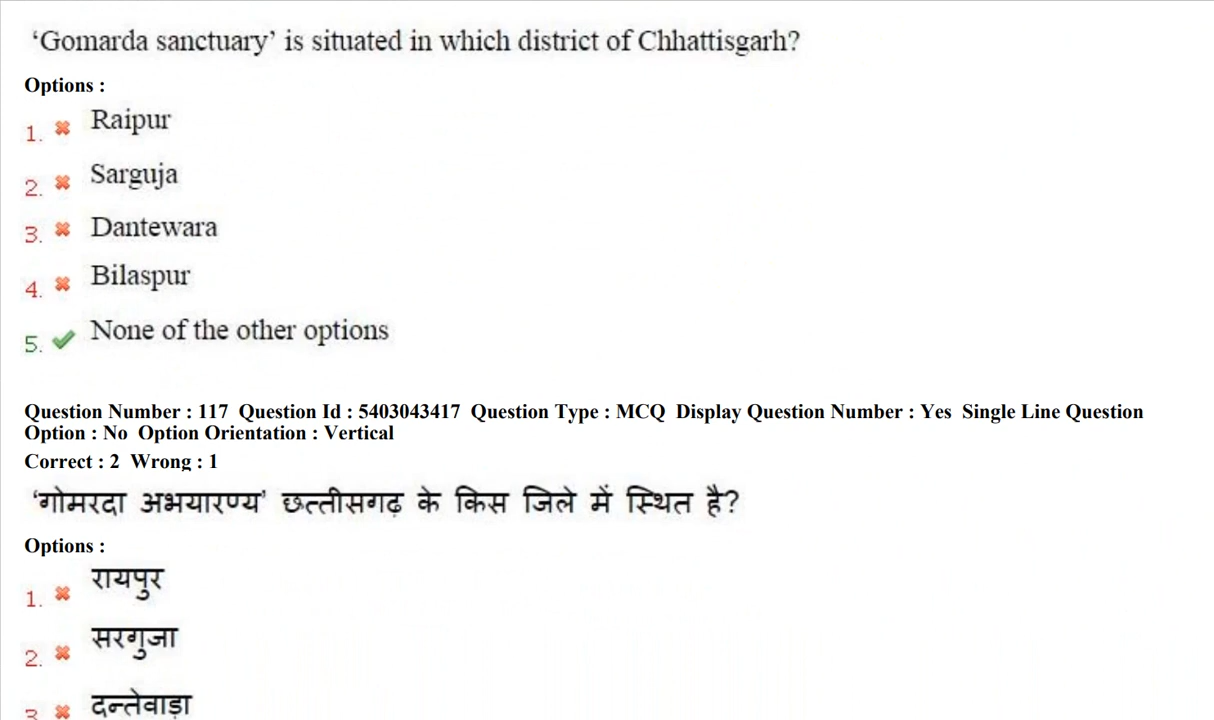 ‘Gomarda sanctuary’ is situated in which district of Chhattisgarh?
Options :
1. Raipur
2. Sarguja
3. Dantewara
4. Bilaspur
5. None of the other options
Question Number : 117 Question Id : 5403043417 Question Type : MCQ Display Question Number : Yes Single Line Question
Option : No Option Orientation : Vertical
Correct : 2 Wrong : 1
‘गोमरदा अभयारण्य’ छत्तीसगढ़ के किस जिले में स्थित है?
Options :
1. रायपुर
2. सरगुजा
3. दन्तेवाड़ा